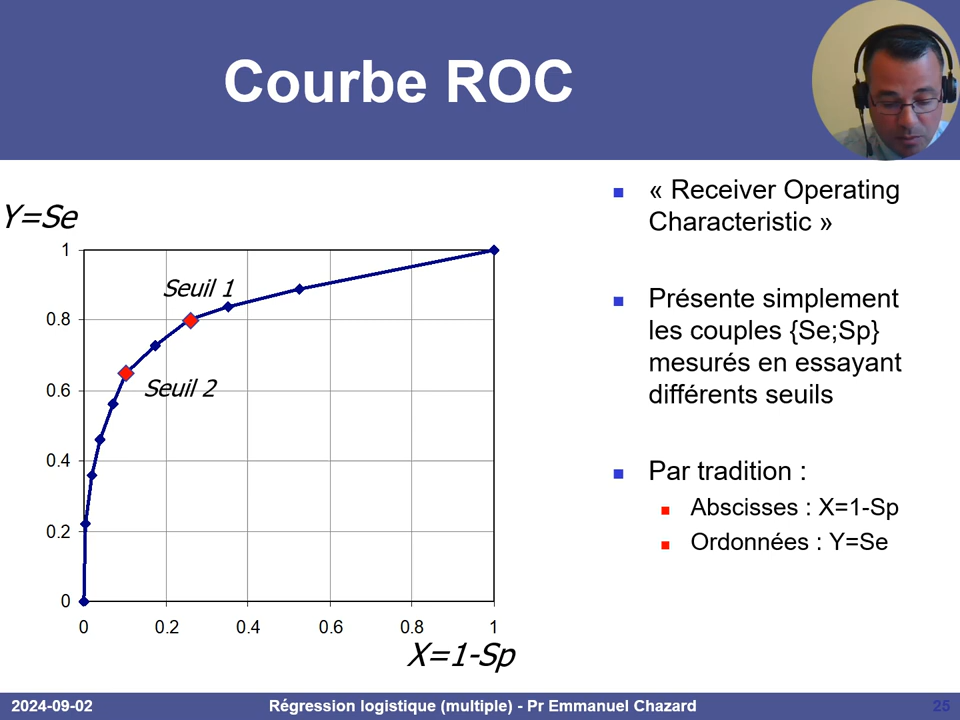 Courbe ROC
Y=Se
1
0.8
0.6
0.4
0.2
0
Seuil 1
Seuil 2
0 0.2 0.4 0.6 0.8 1
X=1-Sp
« Receiver Operating
Characteristic »
Présente simplement
les couples {Se;Sp}
mesurés en essayant
différents seuils
Par tradition :
Abscisses : X=1-Sp
Ordonnées : Y=Se
2024-09-02
Régression logistique (multiple) - Pr Emmanuel Chazard
25